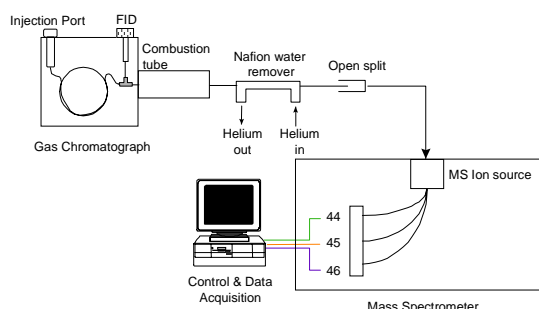 Injection Port
FID
Combustion
tube
Nafion water
remover
Open split
Helium
out
Helium
in
Gas Chromatograph
MS Ion source
44
45
46
Control & Data
Acquisition
Mass Spectrometer